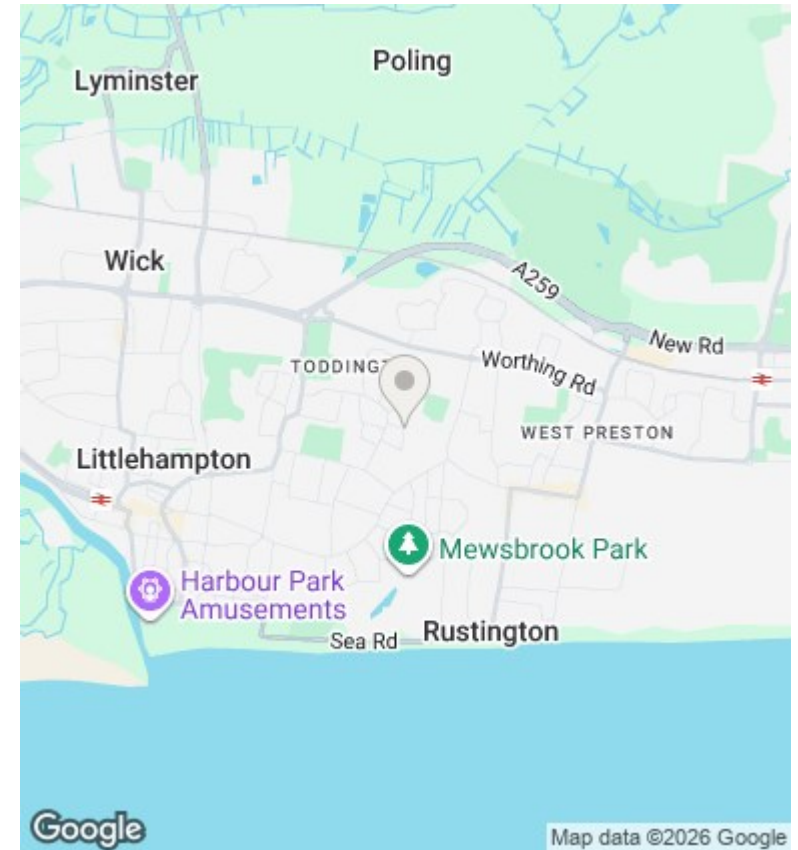 Poling
Lyminster
Wick
A259
New Rd
Worthing Rd
WEST PRESTON
Littlehampton
Mewsbrook Park
Harbour Park
Amusements
Sea Rd
Rustington
Google
Map data ©2026 Google